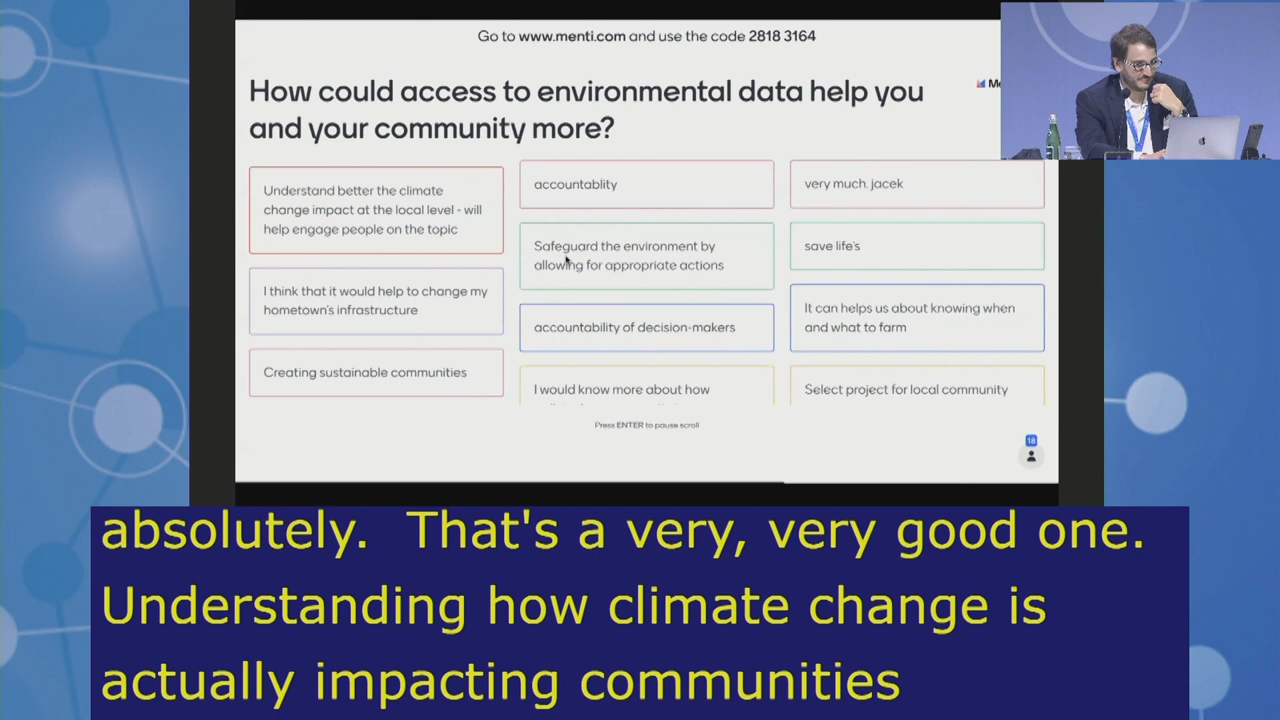 Go to www.menti.com and use the code 2818 3164
How could access to environmental data help you
and your community more?
Understand better the climate
change impact at the local level - will
help engage people on the topic
I think that it would help to change my
hometown's infrastructure
Creating sustainable communities
accountablity
Safeguard the environment by
allowing for appropriate actions
accountability of decision-makers
I would know more about how
very much. jacek
save life's
It can helps us about knowing when
and what to farm
Select project for local community
Press ENTER to pause scroll
18
absolutely. That's a very, very good one.
Understanding how climate change is
actually impacting communities